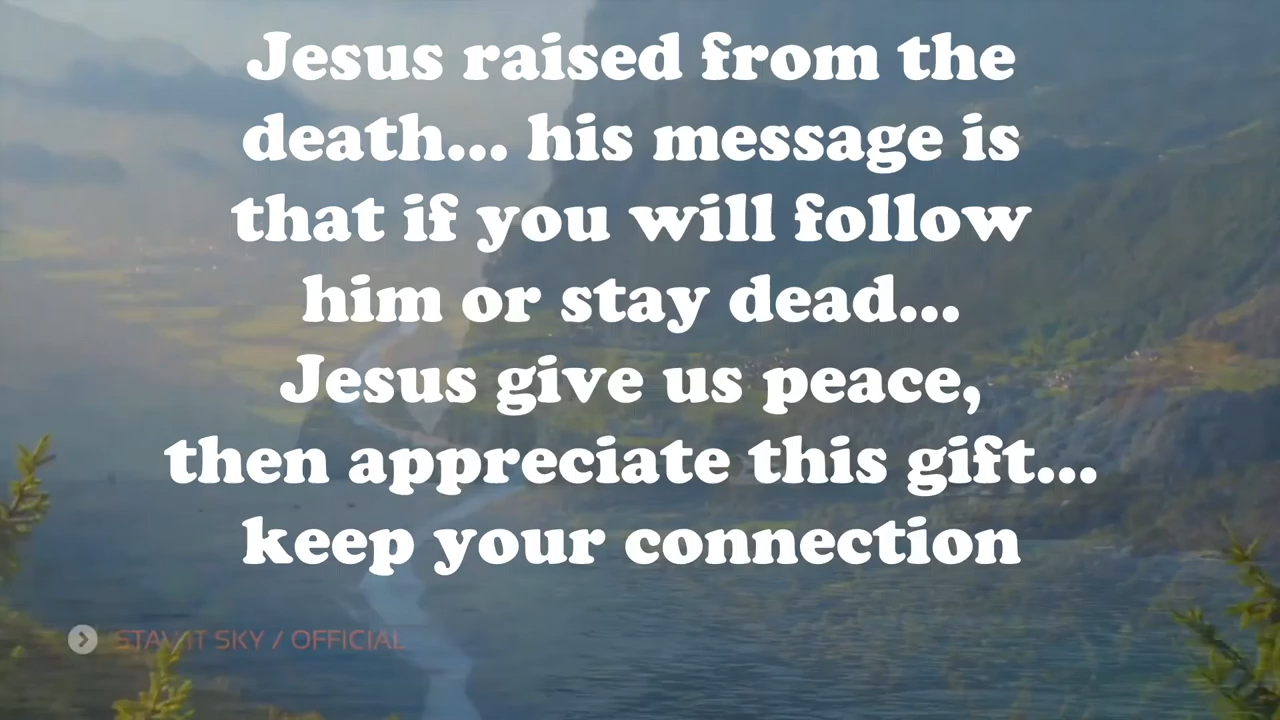 Jesus raised from the
death... his message is
that if you will follow
him or stay dead...
Jesus give us peace,
then appreciate this gift...
keep your connection
STAVIT SKY / OFFICIAL